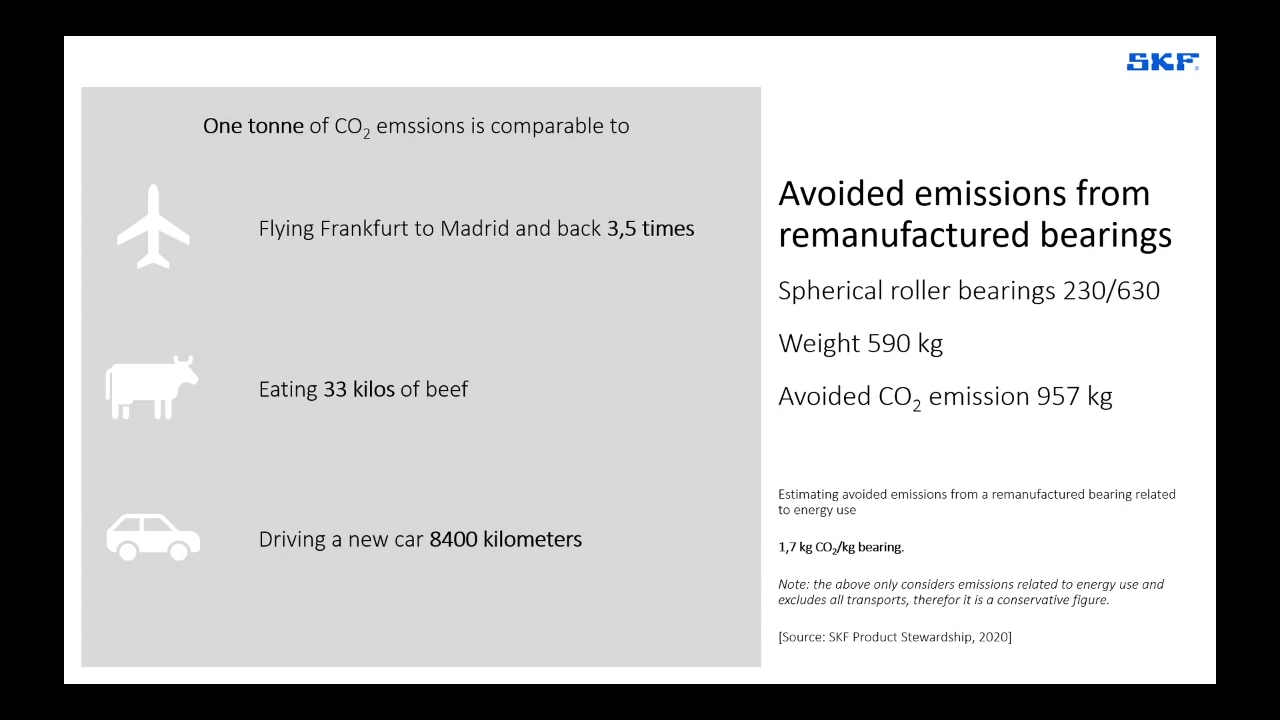 SKF
One tonne of CO2 emssions is comparable to
Flying Frankfurt to Madrid and back 3,5 times
Eating 33 kilos of beef
Driving a new car 8400 kilometers
Avoided emissions from
remanufactured bearings
Spherical roller bearings 230/630
Weight 590 kg
Avoided CO2 emission 957 kg
Estimating avoided emissions from a remanufactured bearing related
to energy use
1,7 kg CO2/kg bearing.
Note: the above only considers emissions related to energy use and
excludes all transports, therefor it is a conservative figure.
[Source: SKF Product Stewardship, 2020]